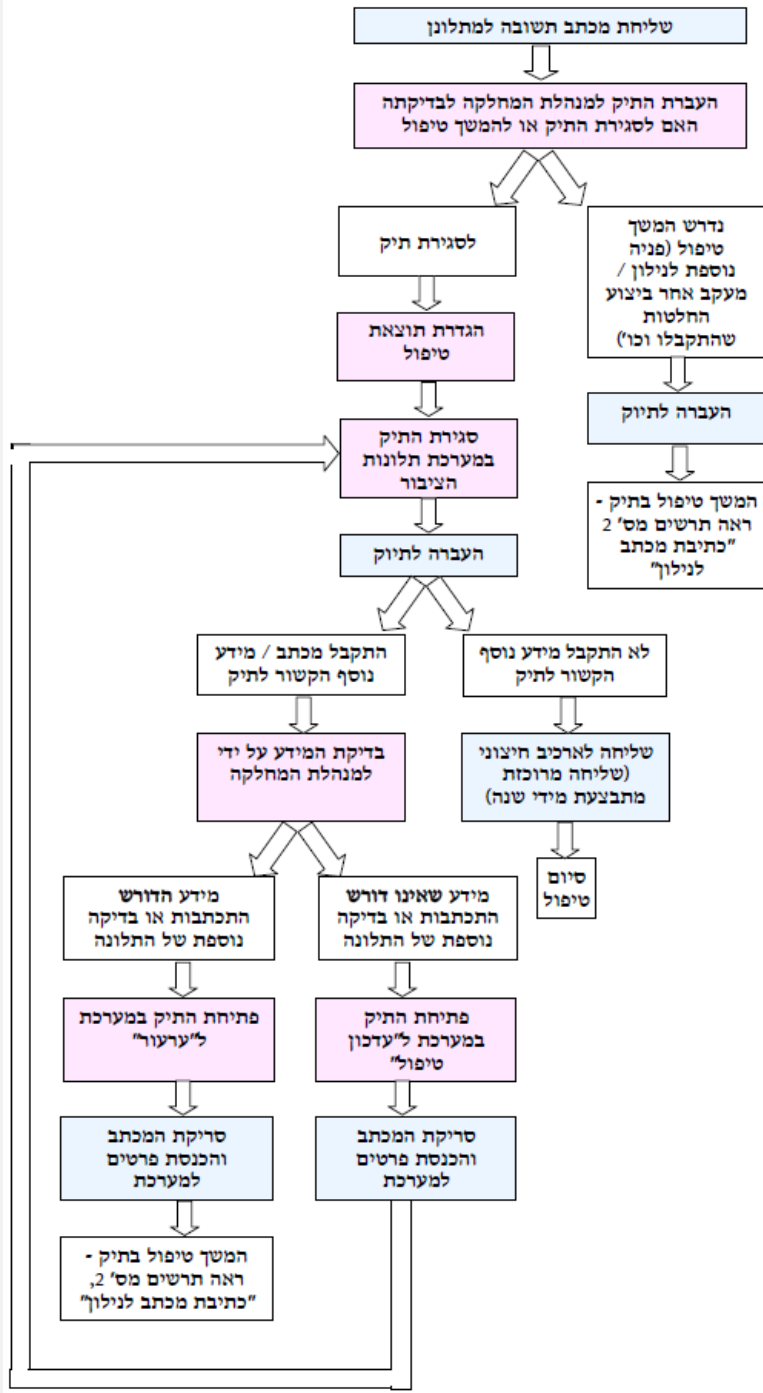 שליחת מכתב תשובה למתלונן
העברת התיק למנהלת המחלקה לבדיקתה
האם לסגירת התיק או להמשך טיפול
לסגירת תיק
נדרש המשך
טיפול (פניה
נוספת לנילון /
מעקב אחר ביצוע
החלטות
שהתקבלו וכו')
הגדרת תוצאת
טיפול
העברה לתיוק
סגירת התיק
במערכת תלונות
הציבור
המשך טיפול בתיק -
ראה תרשים מס' 2
"כתיבת מכתב
לנילון"
העברה לתיוק
התקבל מכתב / מידע
נוסף הקשור לתיק
לא התקבל מידע נוסף
הקשור לתיק
בדיקת המידע על ידי
למנהלת המחלקה
שליחה לארכיב חיצוני
(שליחה מרוכזת
מתבצעת מידי שנה)
סיום
טיפול
מידע הדורש
התכתבות או בדיקה
נוספת של התלונה
מידע שאינו דורש
התכתבות או בדיקה
נוספת של התלונה
פתיחת התיק במערכת
ל"ערעור"
פתיחת התיק
במערכת ל"עדכון
טיפול"
סריקת המכתב
והכנסת פרטים
למערכת
סריקת המכתב
והכנסת פרטים
למערכת
המשך טיפול בתיק -
ראה תרשים מס' 2,
"כתיבת מכתב לנילון"